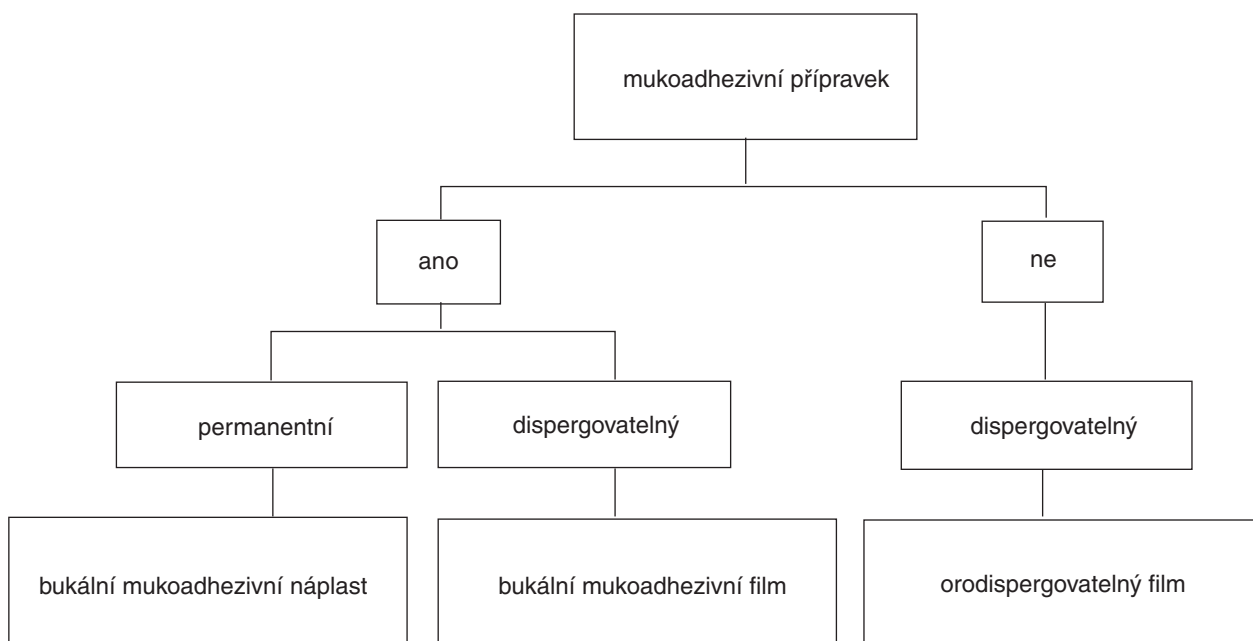 mukoadhezivní přípravek
ano
ne
permanentní
dispergovatelný
dispergovatelný
bukální mukoadhezivní náplast
bukální mukoadhezivní film
orodispergovatelný film